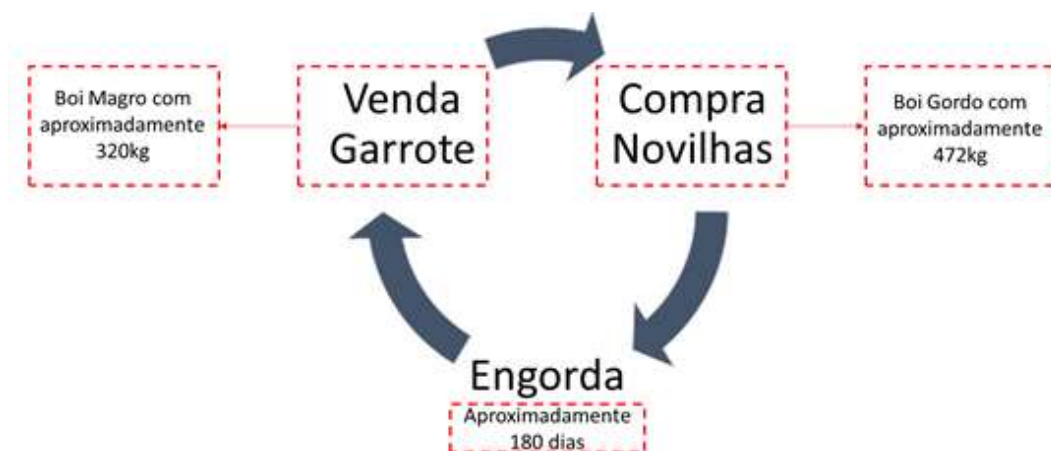 Boi Magro com
aproximadamente
320kg
Venda
Garrote
Compra
Novilhas
Boi Gordo com
aproximadamente
472kg
Engorda
Aproximadamente
180 dias